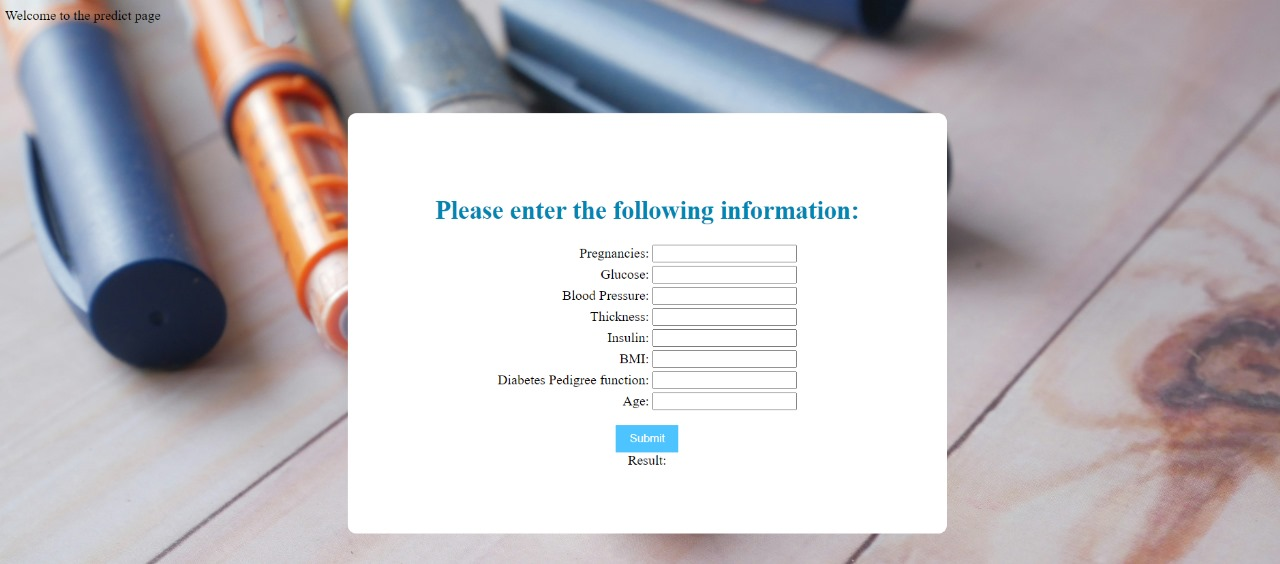 Welcome to the predict page
Please enter the following information:
Pregnancies:
Glucose:
Blood Pressure:
Thickness:
Insulin:
BMI:
Diabetes Pedigree function:
Age:
Submit
Result: